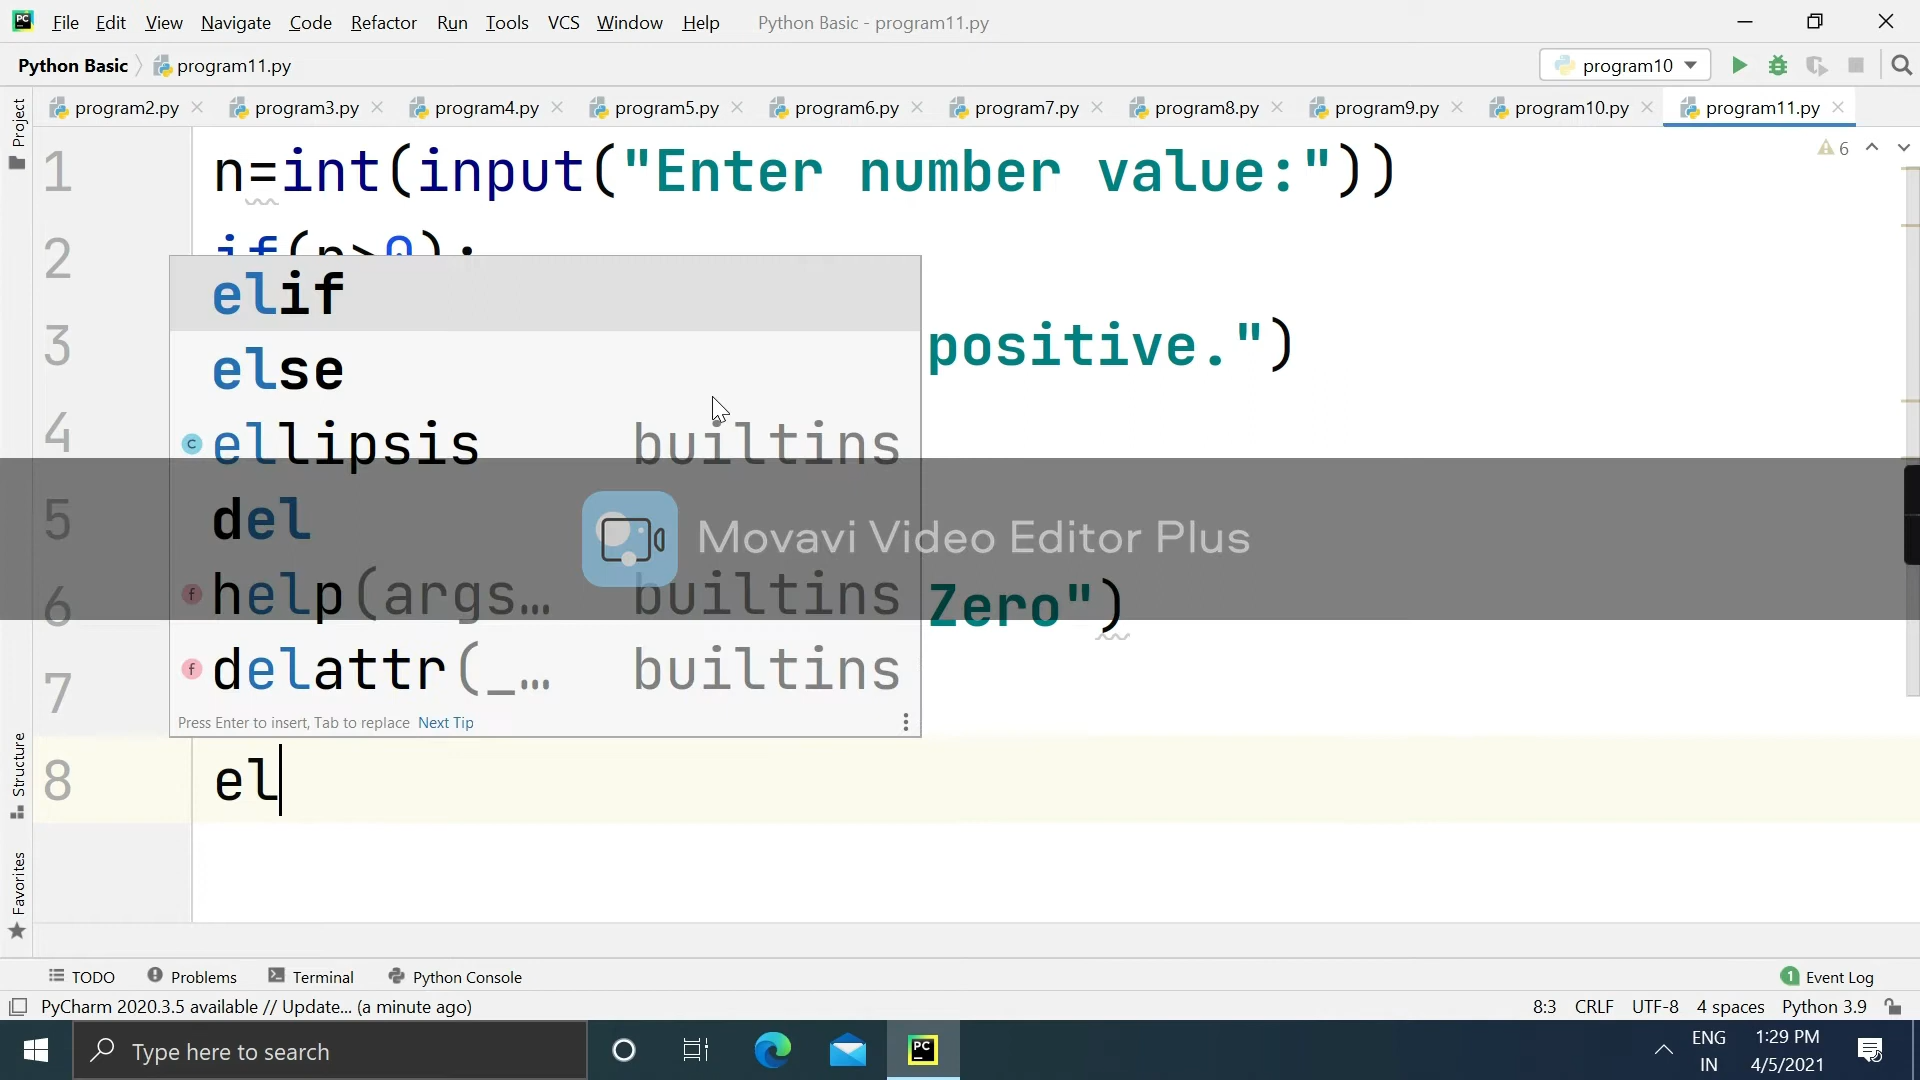 File Edit View Navigate Code Refactor Run Tools VCS Window Help Python Basic - program11.py
Python Basic program11.py program10
program2.py program3.py program4.py program5.py program6.py program7.py program8.py program9.py program10.py program11.py
Project
1 n=int(input("Enter number value:"))
6
2 if(n>0):
elif
3 positive.")
else
4
ellipsis builtins
5
del
Movavi Video Editor Plus
6 Zero")
help(args... builtins
delattr(_... builtins
7
Press Enter to insert, Tab to replace Next Tip
8 el
Structure
Favorites
TODO Problems Terminal Python Console 1 Event Log
PyCharm 2020.3.5 available // Update... (a minute ago) 8:3 CRLF UTF-8 4 spaces Python 3.9
Type here to search
ENG 1:29 PM
IN 4/5/2021